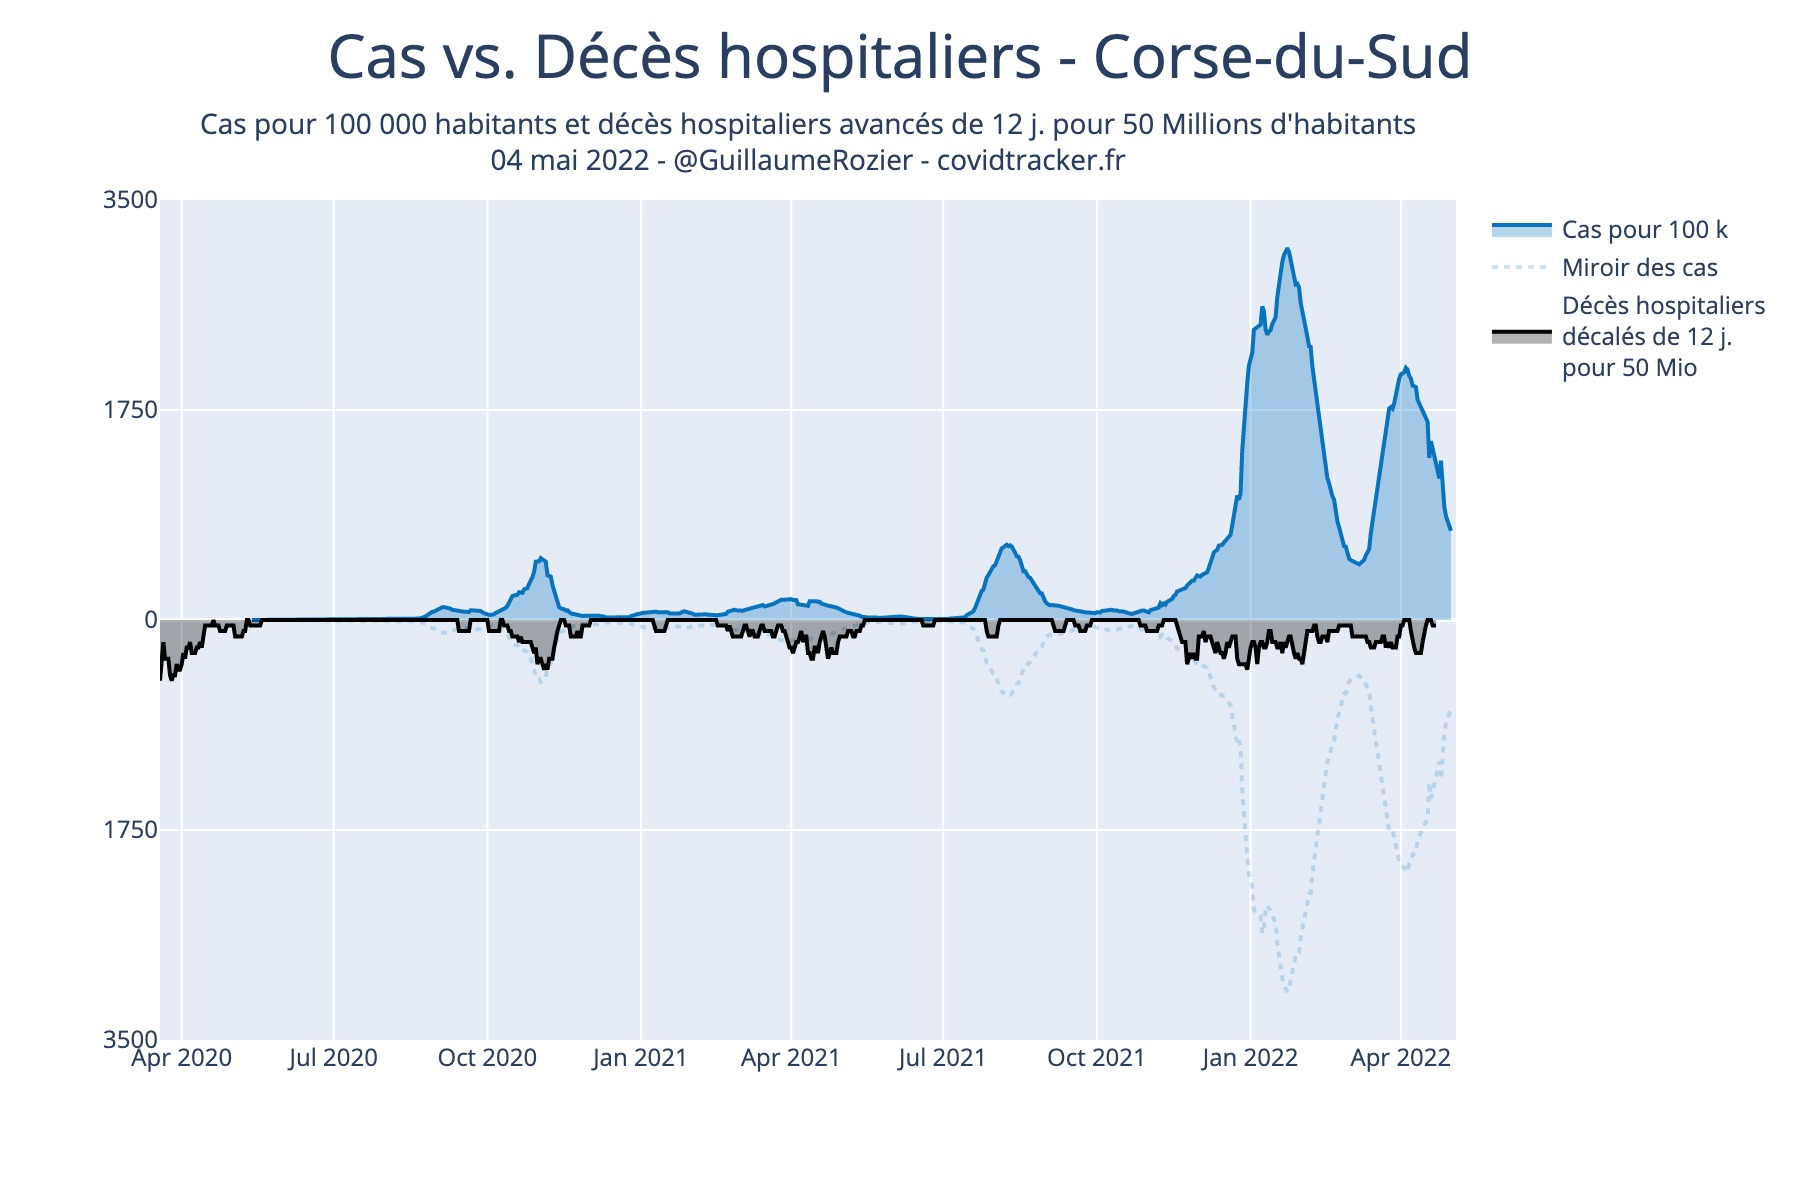 Cas vs. Décès hospitaliers - Corse-du-Sud
Cas pour 100 000 habitants et décès hospitaliers avancés de 12 j. pour 50 Millions d'habitants
04 mai 2022 - @GuillaumeRozier - covidtracker.fr
3500
1750
0
1750
3500
Apr 2020
Jul 2020
Oct 2020
Jan 2021
Apr 2021
Jul 2021
Oct 2021
Jan 2022
Apr 2022
Cas pour 100 k
Miroir des cas
Décès hospitaliers
décalés de 12 j.
pour 50 Mio